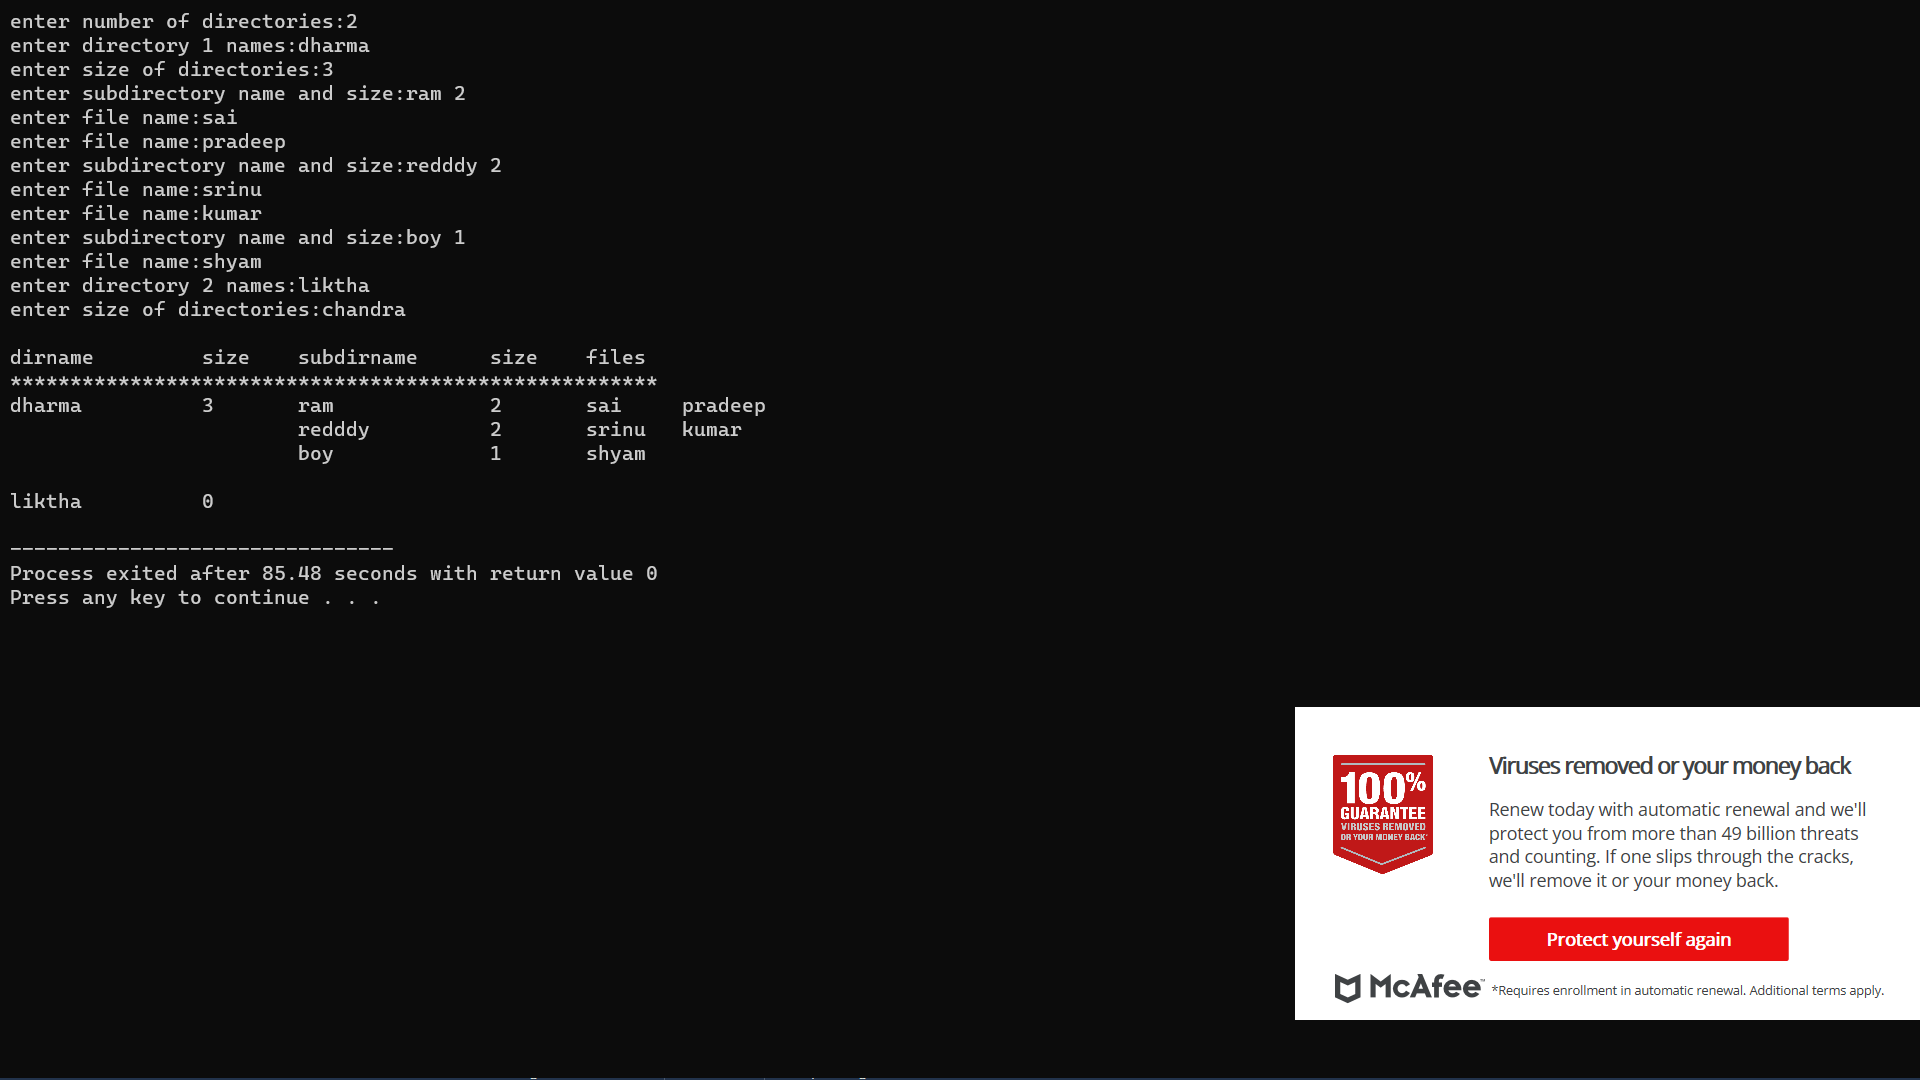 enter number of directories:2
enter directory 1 names:dharma
enter size of directories:3
enter subdirectory name and size:ram 2
enter file name:sai
enter file name:pradeep
enter subdirectory name and size:redddy 2
enter file name:srinu
enter file name:kumar
enter subdirectory name and size:boy 1
enter file name:shyam
enter directory 2 names:liktha
enter size of directories:chandra
dirname size subdirname size files
******************************************************
dharma 3 ram 2 sai pradeep
redddy 2 srinu kumar
boy 1 shyam
liktha 0
--------------------------------
Process exited after 85.48 seconds with return value 0
Press any key to continue . . .
100%
GUARANTEE
VIRUSES REMOVED
OR YOUR MONEY BACK*
Viruses removed or your money back
Renew today with automatic renewal and we'll
protect you from more than 49 billion threats
and counting. If one slips through the cracks,
we'll remove it or your money back.
Protect yourself again
McAfee™ *Requires enrollment in automatic renewal. Additional terms apply.